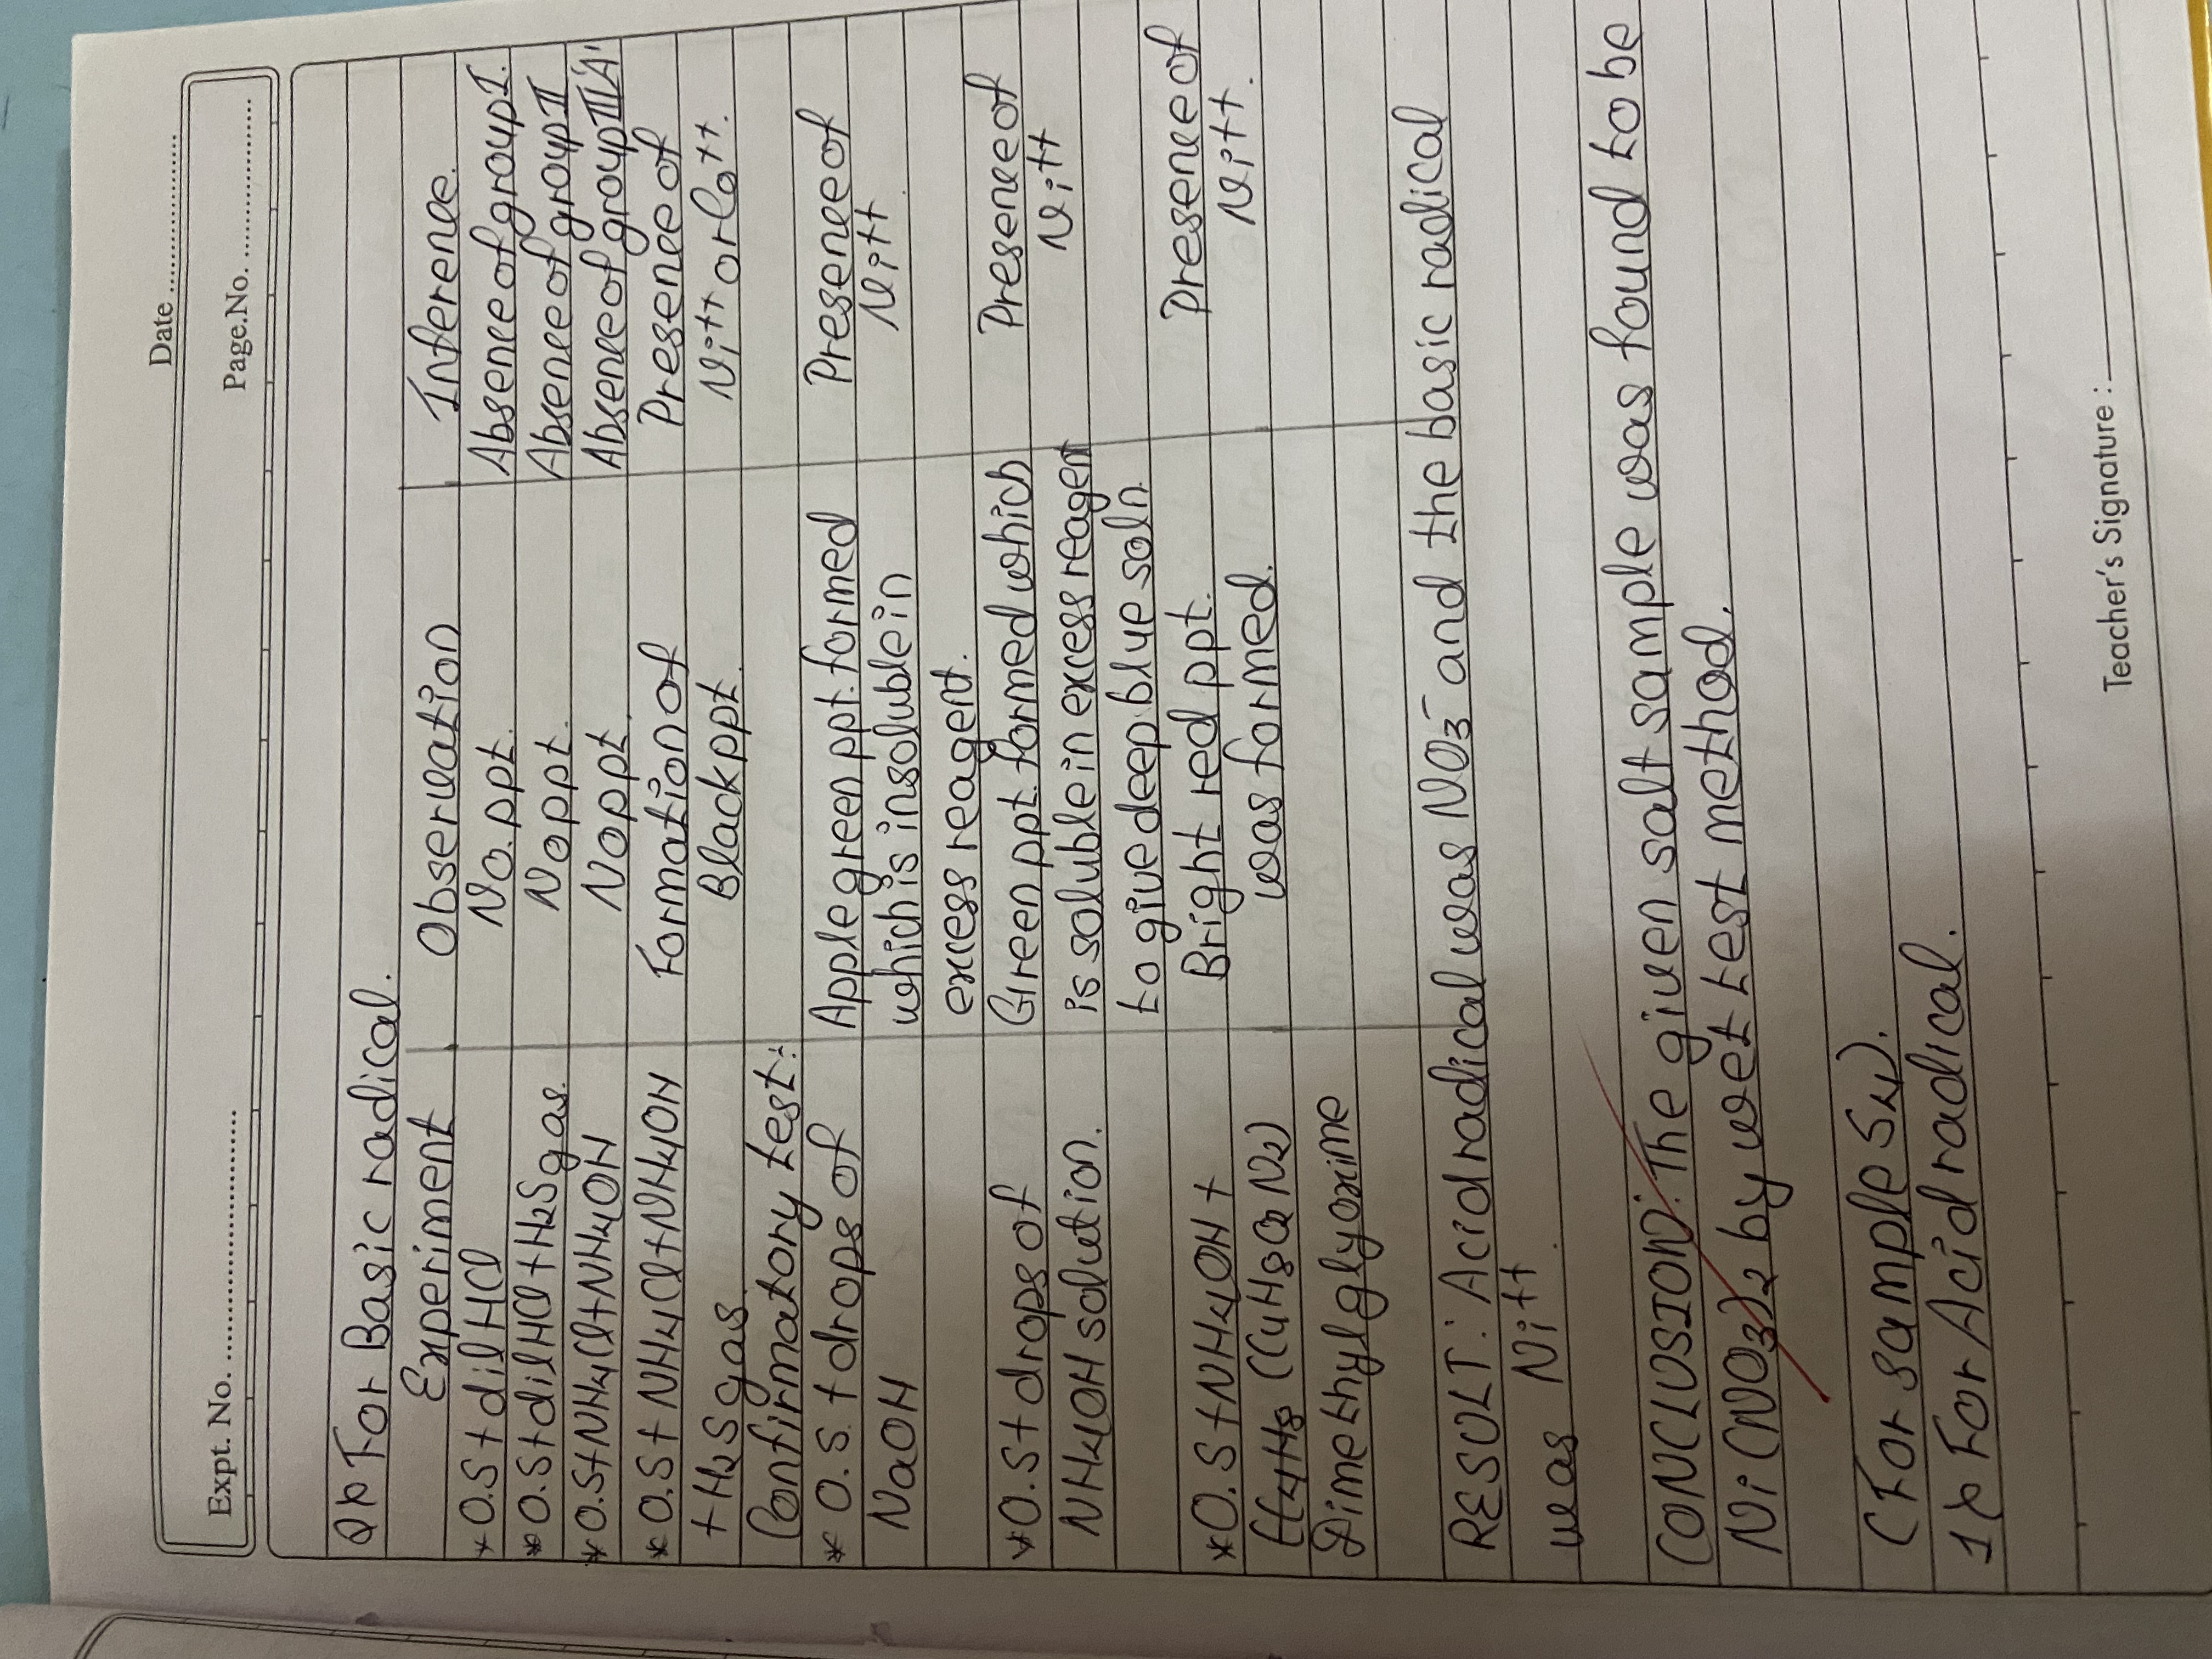 Expt. No. ........................ Date ........................
Page.No. ........................
2) For Basic radical.
Experiment Observation Inference
* O.S + dil HCl No. ppt. Absence of group I.
* O.S + dil HCl + H2S gas. No ppt. Absence of group II
* O.S + NH4Cl + NH4OH No ppt. Absence of group III 'A'
* O.S + NH4Cl + NH4OH Formation of Presence of
+ H2S gas. Black ppt. Ni++ or Co++.
Confirmatory test:
* O.S. + drops of Apple green ppt. formed Presence of
NaOH which is insoluble in Ni++
excess reagent.
* O.S + drops of Green ppt. formed which Presence of
NH4OH solution. is soluble in excess reagent Ni++
to give deep blue soln.
* O.S + NH4OH + Bright red ppt. Presence of
(C4H8O2N2) was formed. Ni++.
Dimethylglyoxime
RESULT: Acid radical was NO3- and the basic radical
was Ni++.
CONCLUSION: The given salt sample was found to be
Ni(NO3)2 by wet test method.
(For sample S4).
1) For Acid radical.
Teacher's Signature :